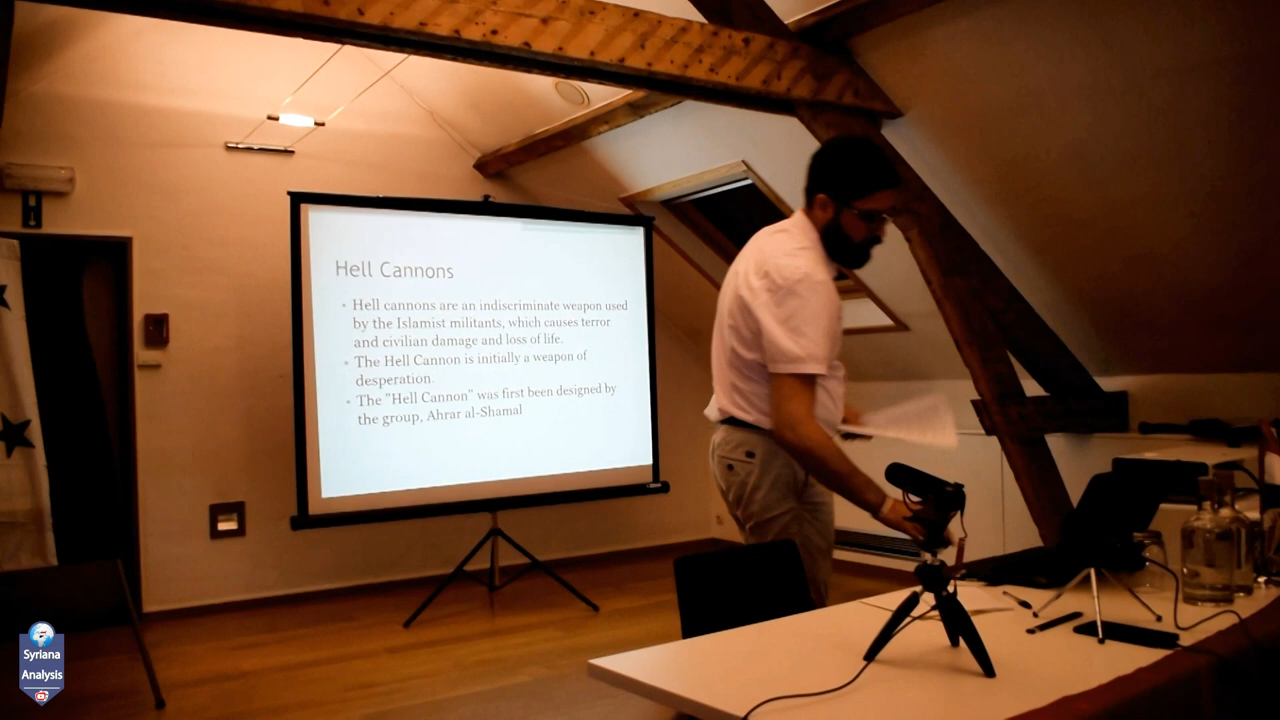 Hell Cannons
Hell cannons are an indiscriminate weapon used
by the Islamist militants, which causes terror
and civilian damage and loss of life.
The Hell Cannon is initially a weapon of
desperation.
The "Hell Cannon" was first been designed by
the group, Ahrar al-Shamal
Syriana
Analysis